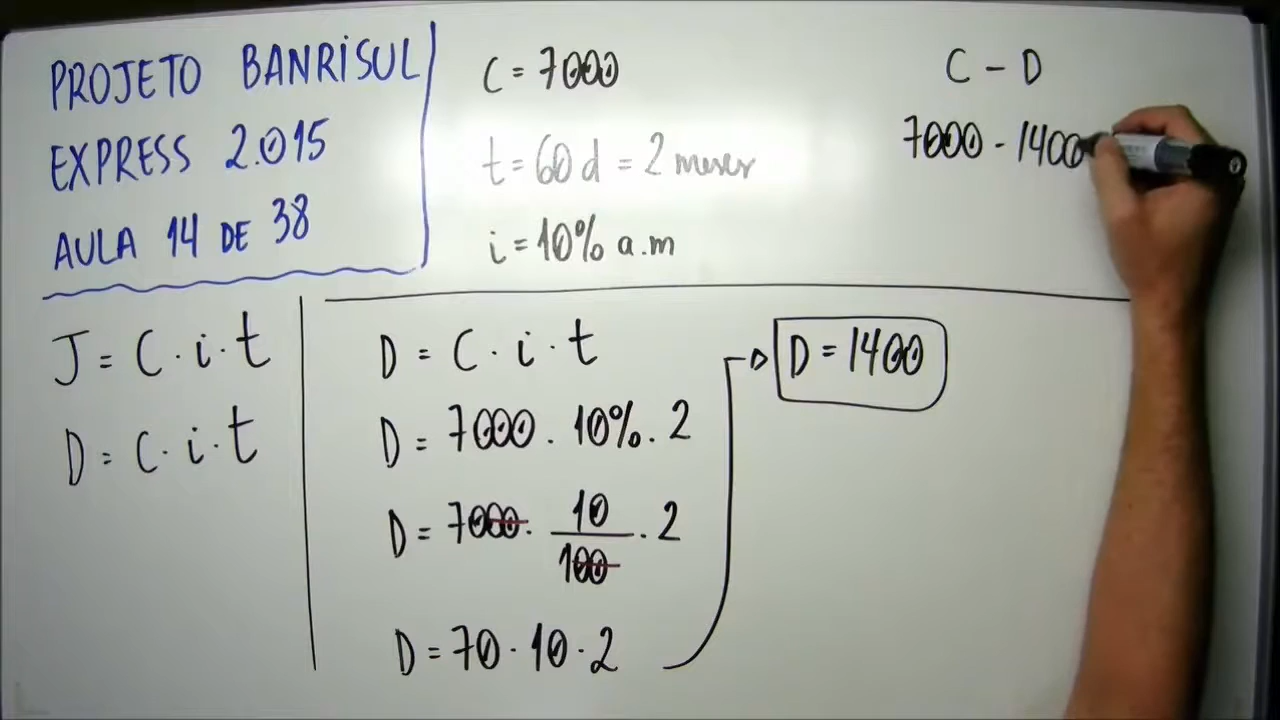 PROJETO BANRISUL
EXPRESS 2.015
AULA 14 DE 38
C = 7000
t = 60 d = 2 meses
i = 10% a.m
C - D
7000 - 1400
J = C . i . t
D = C . i . t
D = C . i . t
D = 7000 . 10% . 2
D = 7000 . 10/100 . 2
D = 70 . 10 . 2
D = 1400